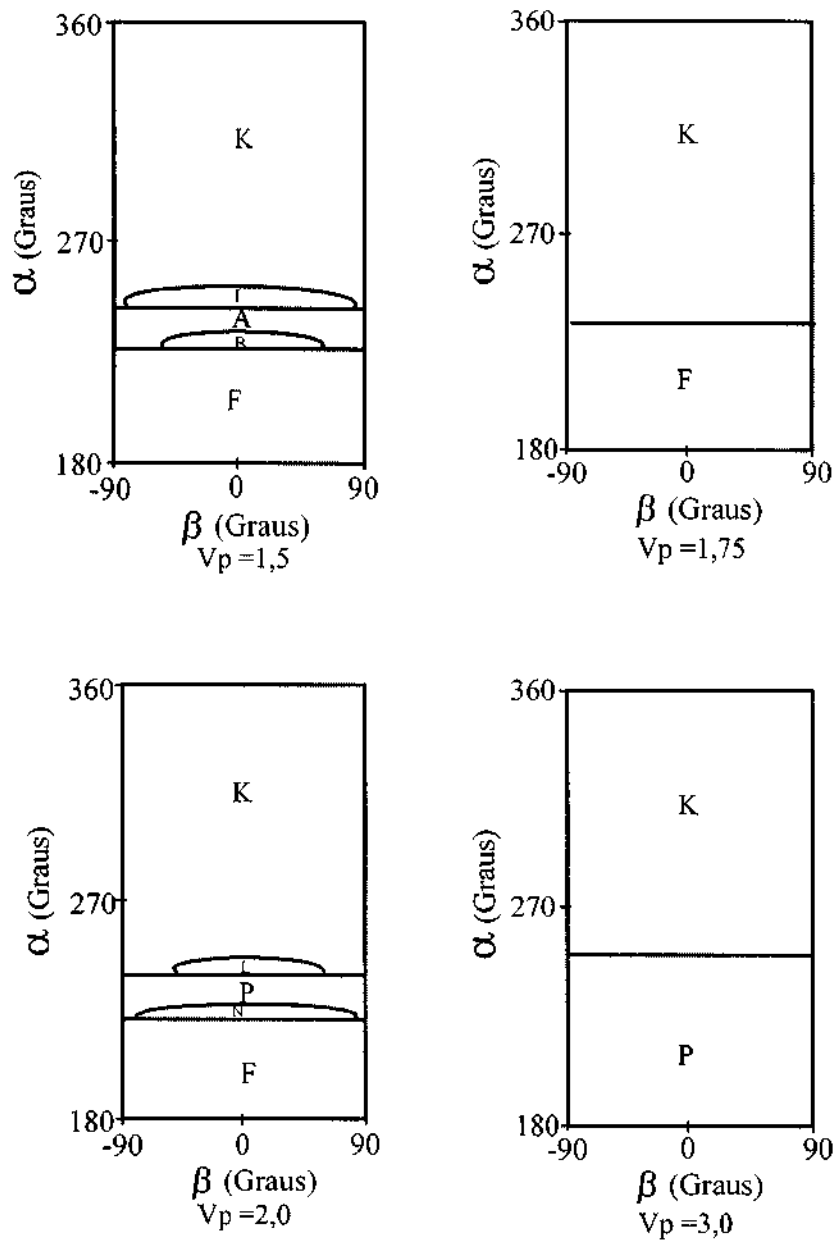 360
K
α (Graus)
270
I
A
B
F
180
-90 0 90
β (Graus)
Vp =1,5
360
K
α (Graus)
270
F
180
-90 0 90
β (Graus)
Vp =1,75
360
K
α (Graus)
270
L
P
N
F
180
-90 0 90
β (Graus)
Vp =2,0
360
K
α (Graus)
270
P
180
-90 0 90
β (Graus)
Vp =3,0